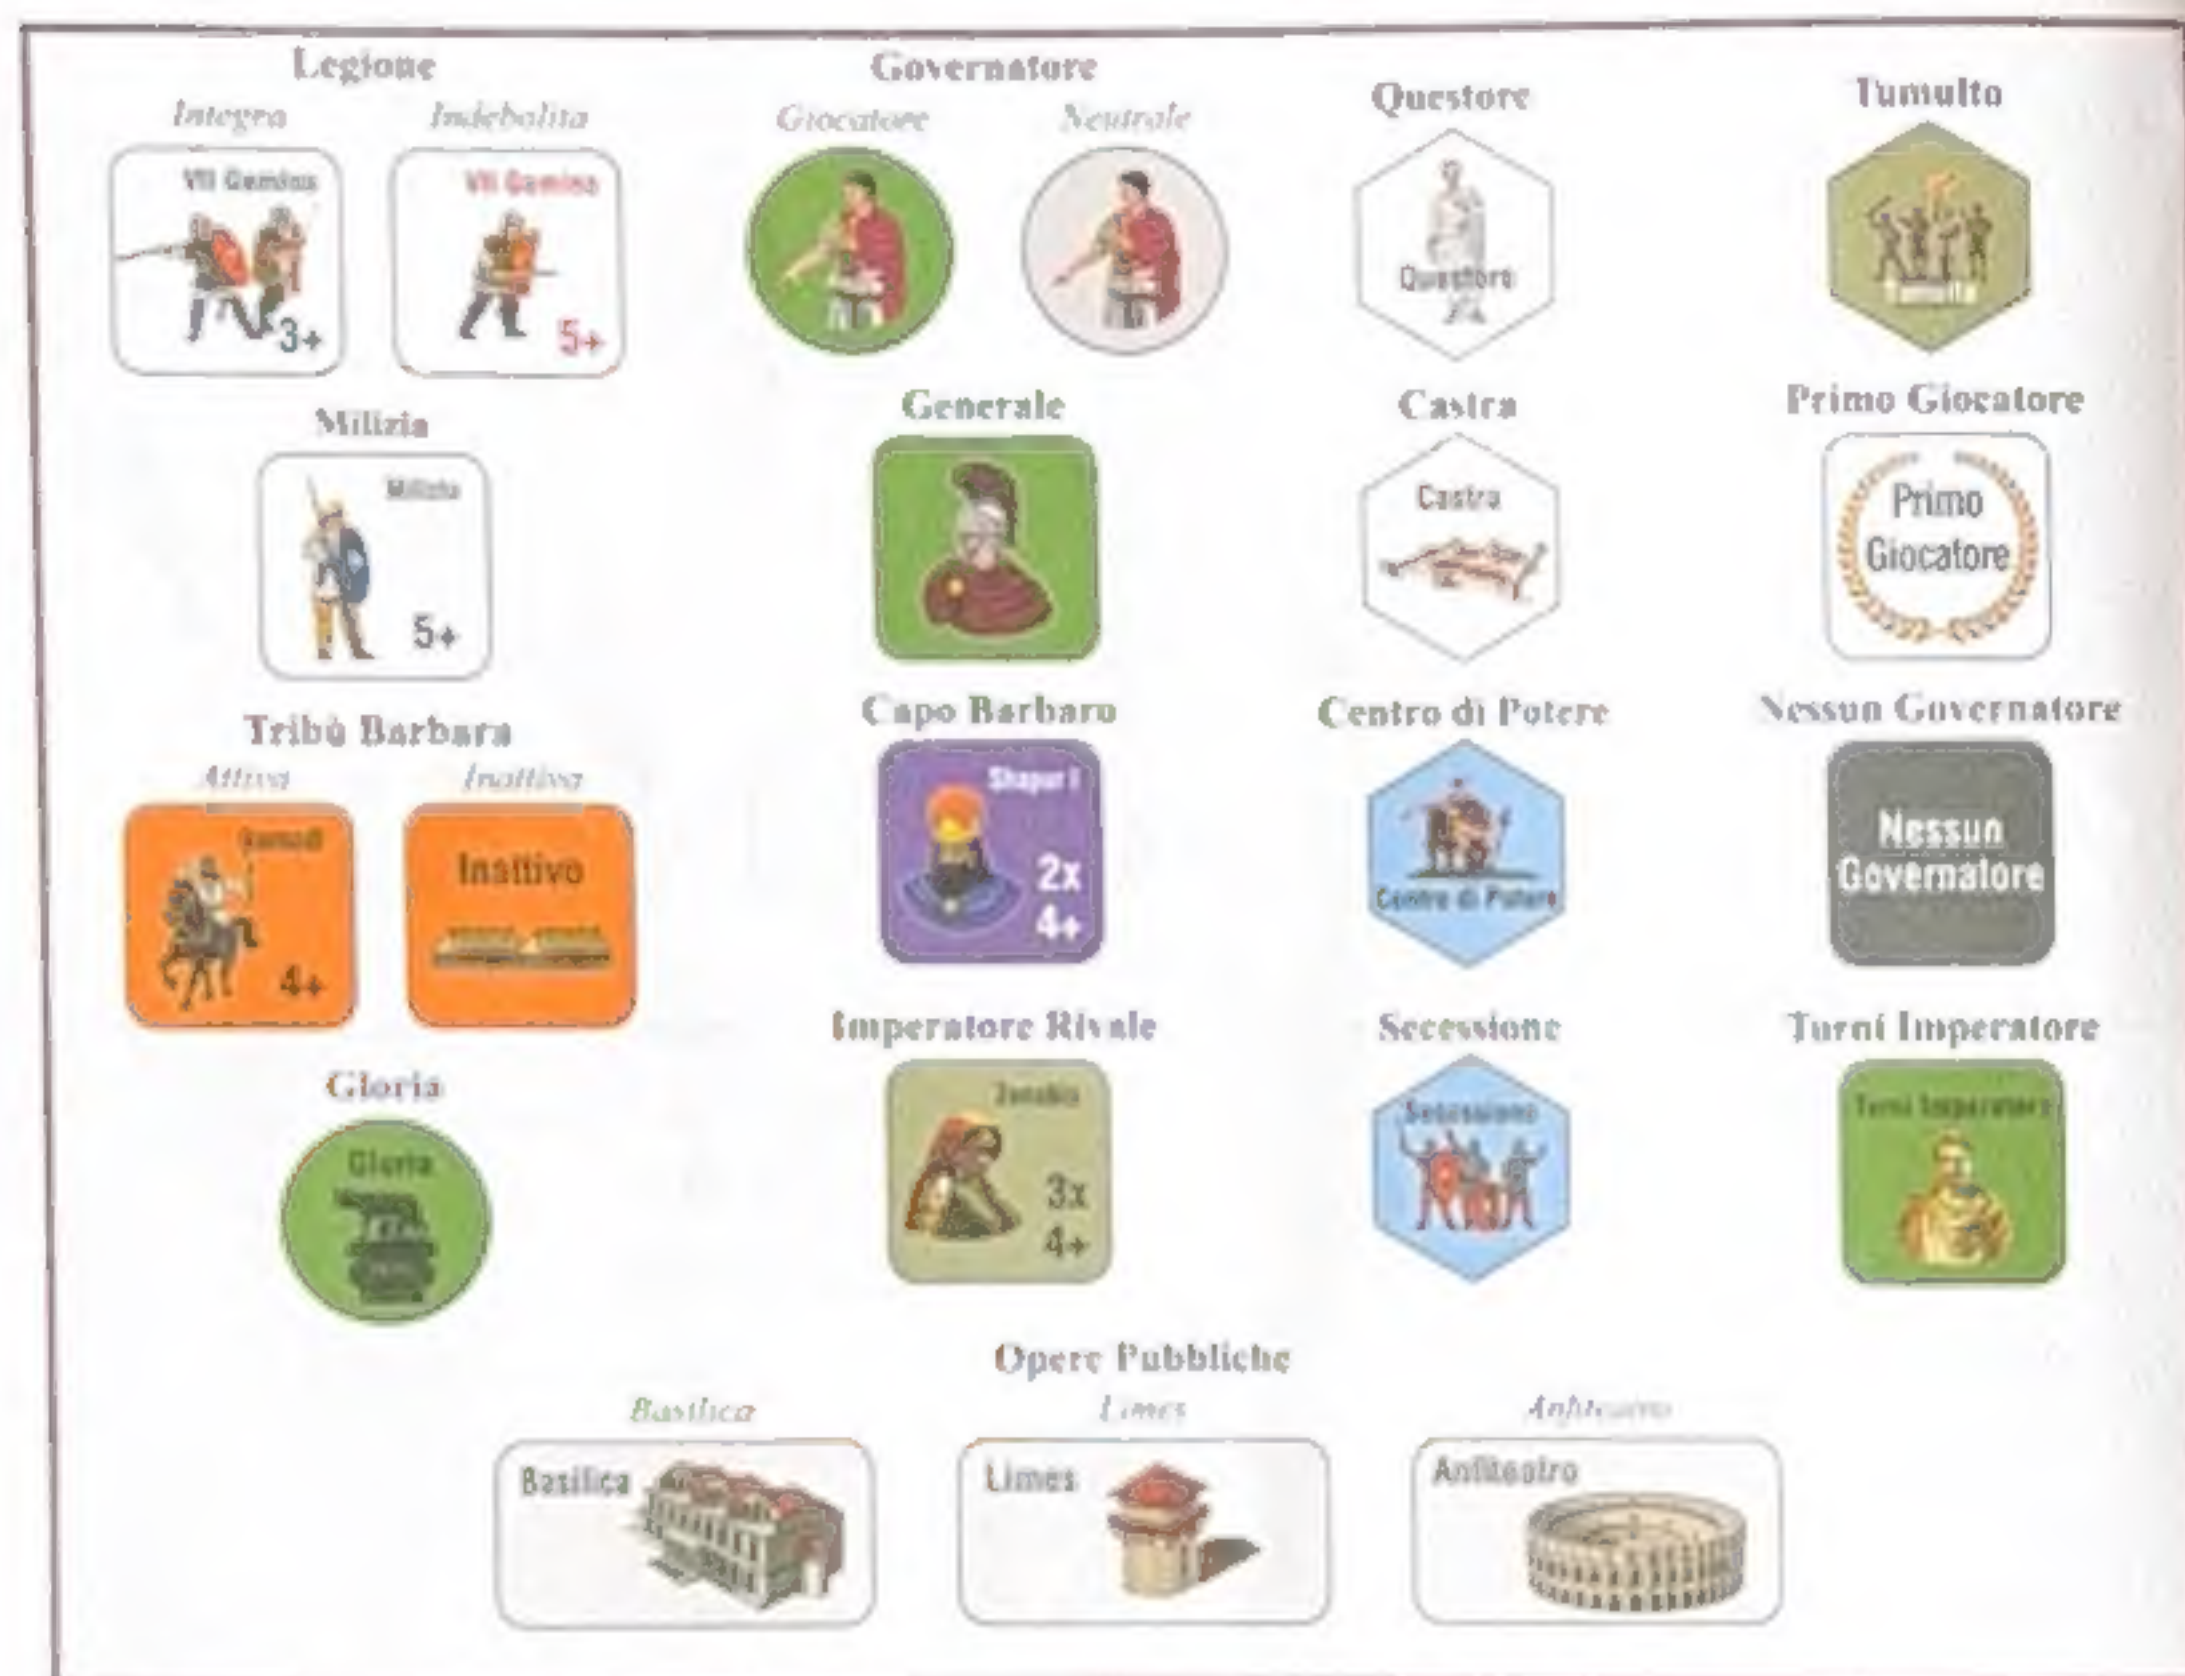 Legione
Integra
Indebolita
VII Gemina
3+
VII Gemina
5+
Governatore
Giocatore
Neutrale
Questore
Questore
Tumulto
Milizia
Milizia
5+
Generale
Castra
Castra
Primo Giocatore
Primo
Giocatore
Tribù Barbara
Attiva
Inattiva
4+
Inattivo
Capo Barbaro
Shapur I
2x
4+
Centro di Potere
Centro di Potere
Nessun Governatore
Nessun
Governatore
Gloria
Gloria
Imperatore Rivale
Zenobia
3x
4+
Secessione
Secessione
Turni Imperatore
Turni Imperatore
Opere Pubbliche
Basilica
Limes
Anfiteatro
Basilica
Limes
Anfiteatro